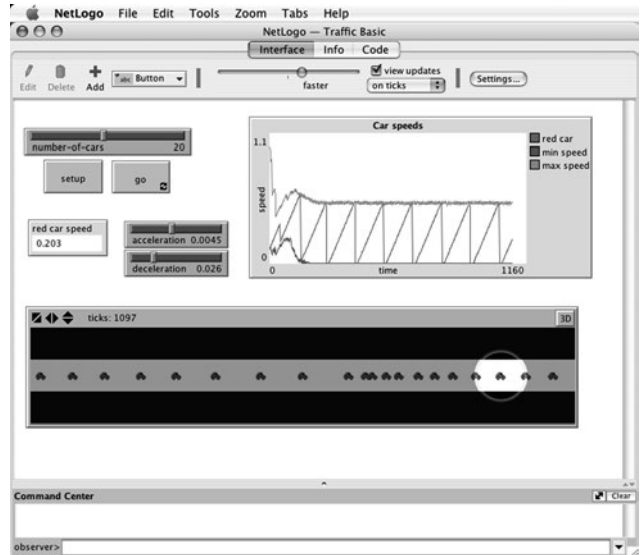 NetLogo File Edit Tools Zoom Tabs Help
NetLogo — Traffic Basic
Interface Info Code
Edit Delete Add abc Button faster view updates on ticks Settings...
number-of-cars 20
setup go
red car speed
0.203
acceleration 0.0045
deceleration 0.026
Car speeds
1.1
speed
0
0 time 1160
red car
min speed
max speed
ticks: 1097 3D
Command Center Clear
observer>